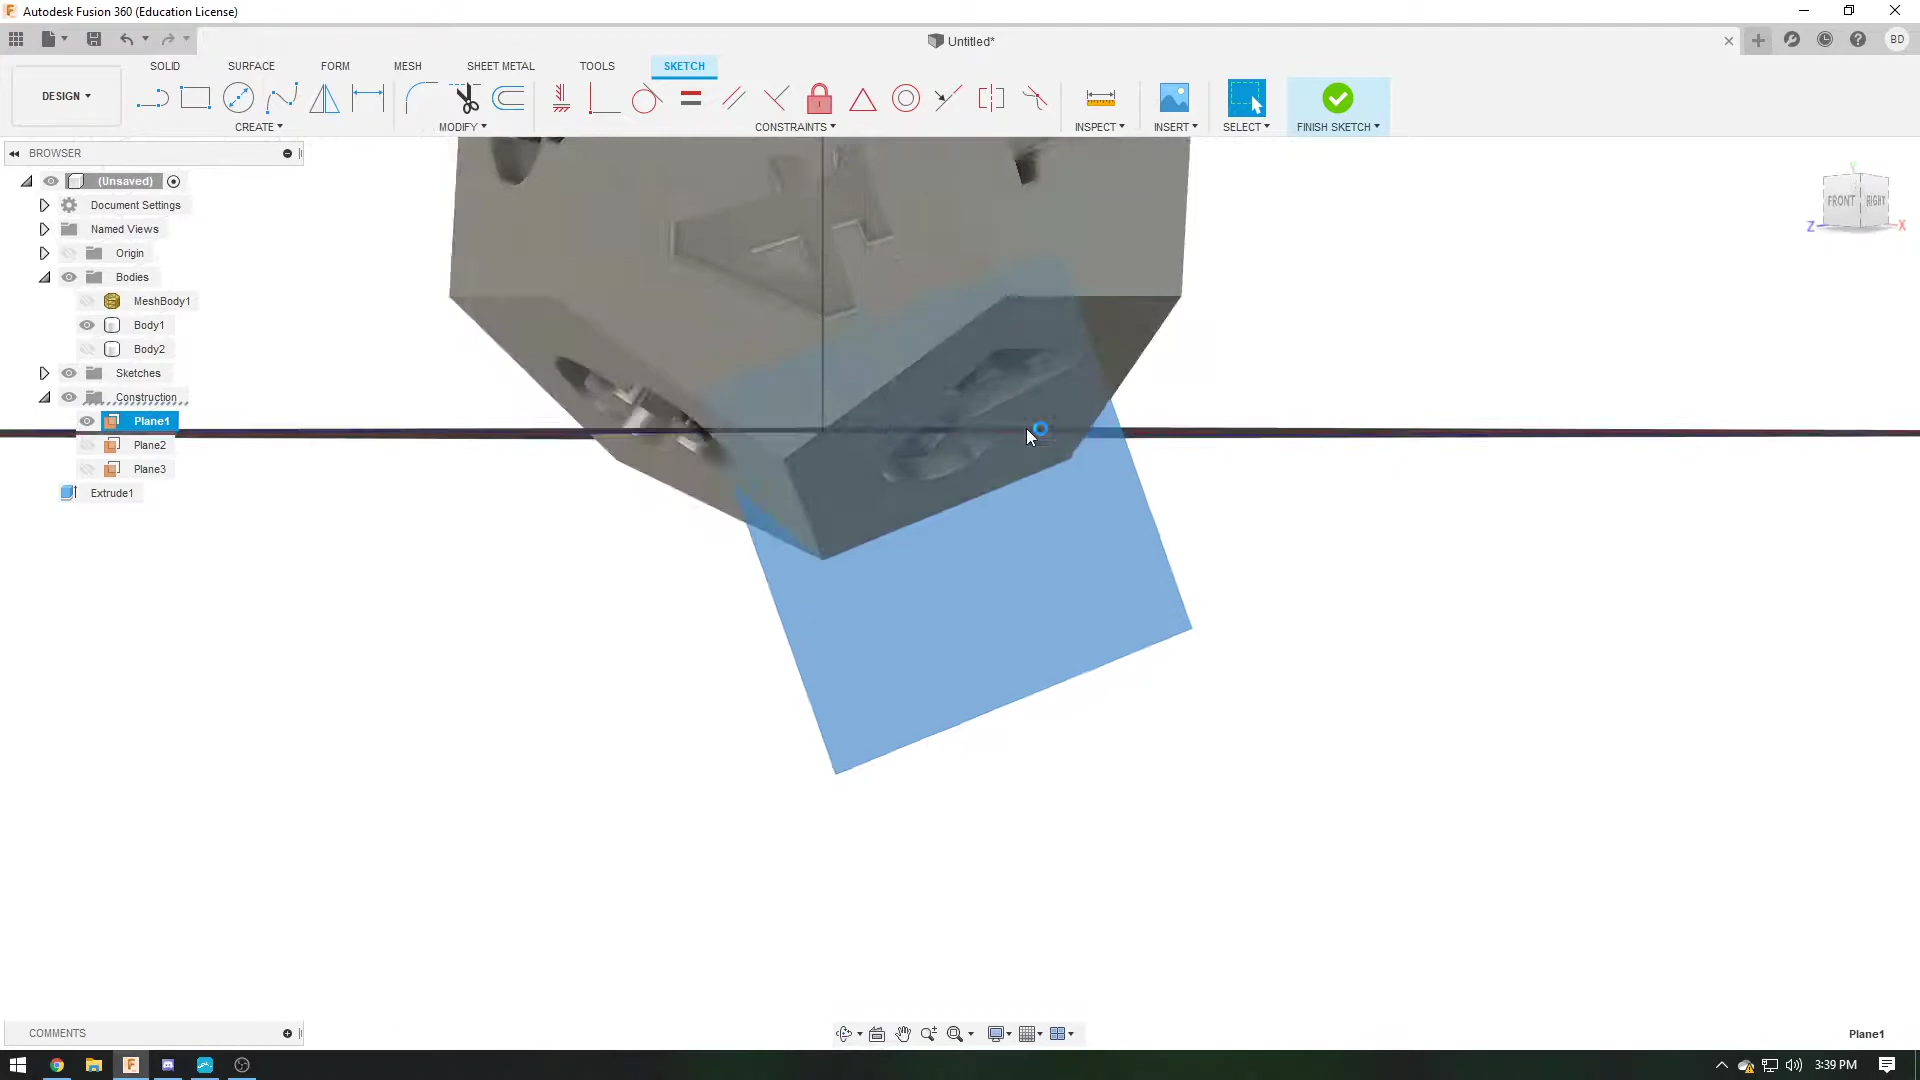 Autodesk Fusion 360 (Education License)
Untitled*
BD
SOLID SURFACE FORM MESH SHEET METAL TOOLS SKETCH
DESIGN
CREATE MODIFY CONSTRAINTS INSPECT INSERT SELECT FINISH SKETCH
BROWSER
(Unsaved)
Document Settings
Named Views
Origin
Bodies
MeshBody1
Body1
Body2
Sketches
Construction
Plane1
Plane2
Plane3
Extrude1
Y
FRONT RIGHT
Z X
4
COMMENTS
Plane1
3:39 PM